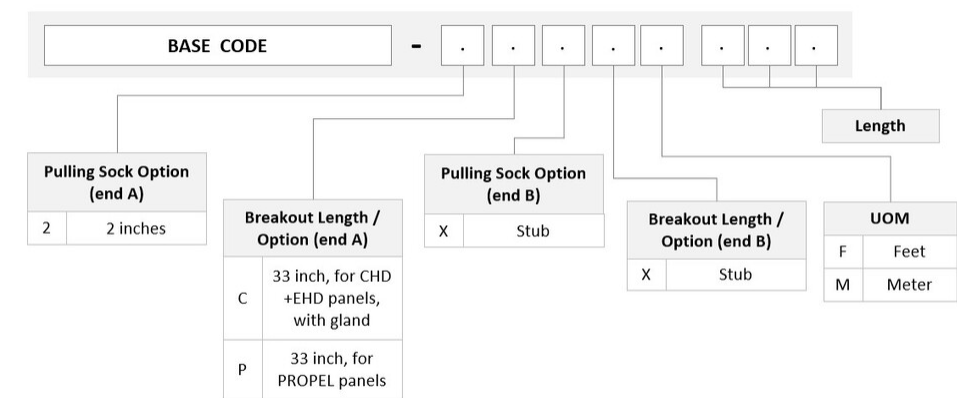 BASE CODE - . . . . . . . .
Length
Pulling Sock Option
(end A)
2 2 inches
Breakout Length /
Option (end A)
C 33 inch, for CHD
+EHD panels,
with gland
P 33 inch, for
PROPEL panels
Pulling Sock Option
(end B)
X Stub
Breakout Length /
Option (end B)
X Stub
UOM
F Feet
M Meter